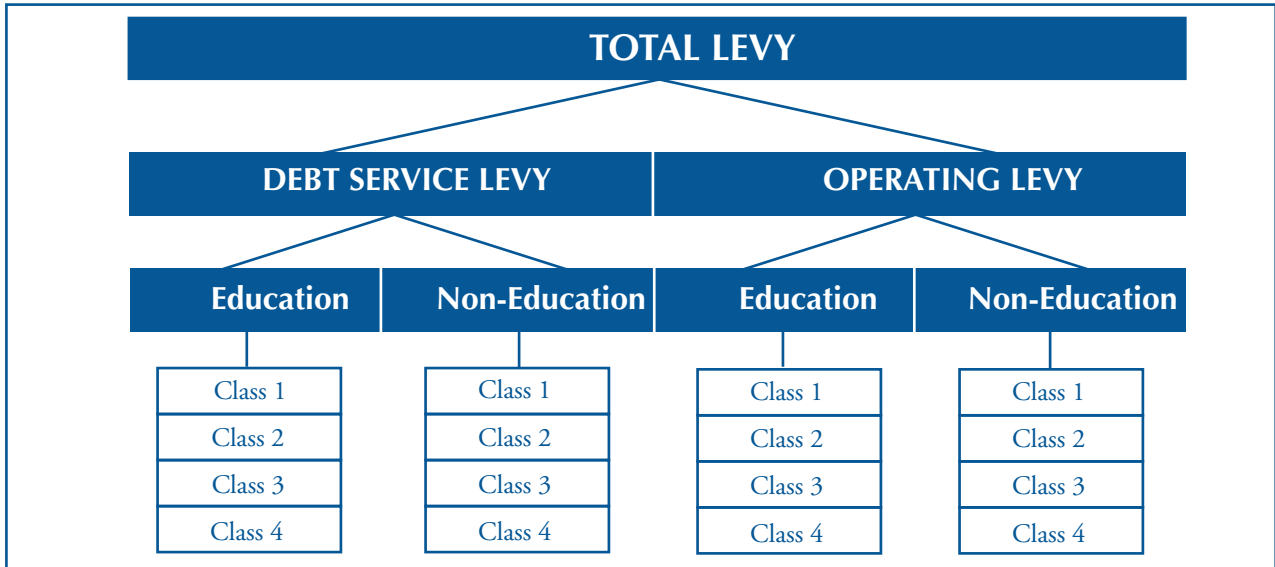 TOTAL LEVY
DEBT SERVICE LEVY OPERATING LEVY
Education Non-Education Education Non-Education
Class 1 Class 1 Class 1 Class 1
Class 2 Class 2 Class 2 Class 2
Class 3 Class 3 Class 3 Class 3
Class 4 Class 4 Class 4 Class 4